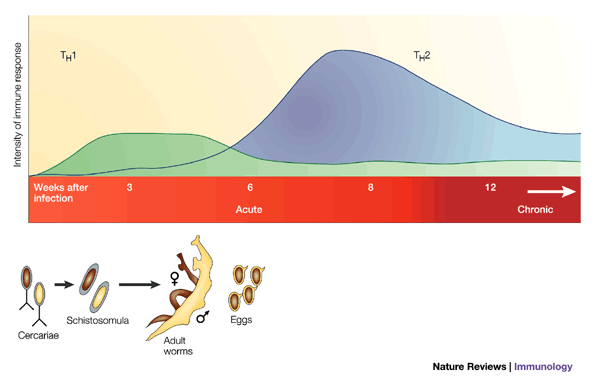 Intensity of immune response
TH1
TH2
Weeks after
infection
3
6
8
12
Acute
Chronic
♀
♂
Cercariae
Schistosomula
Adult
worms
Eggs
Nature Reviews | Immunology